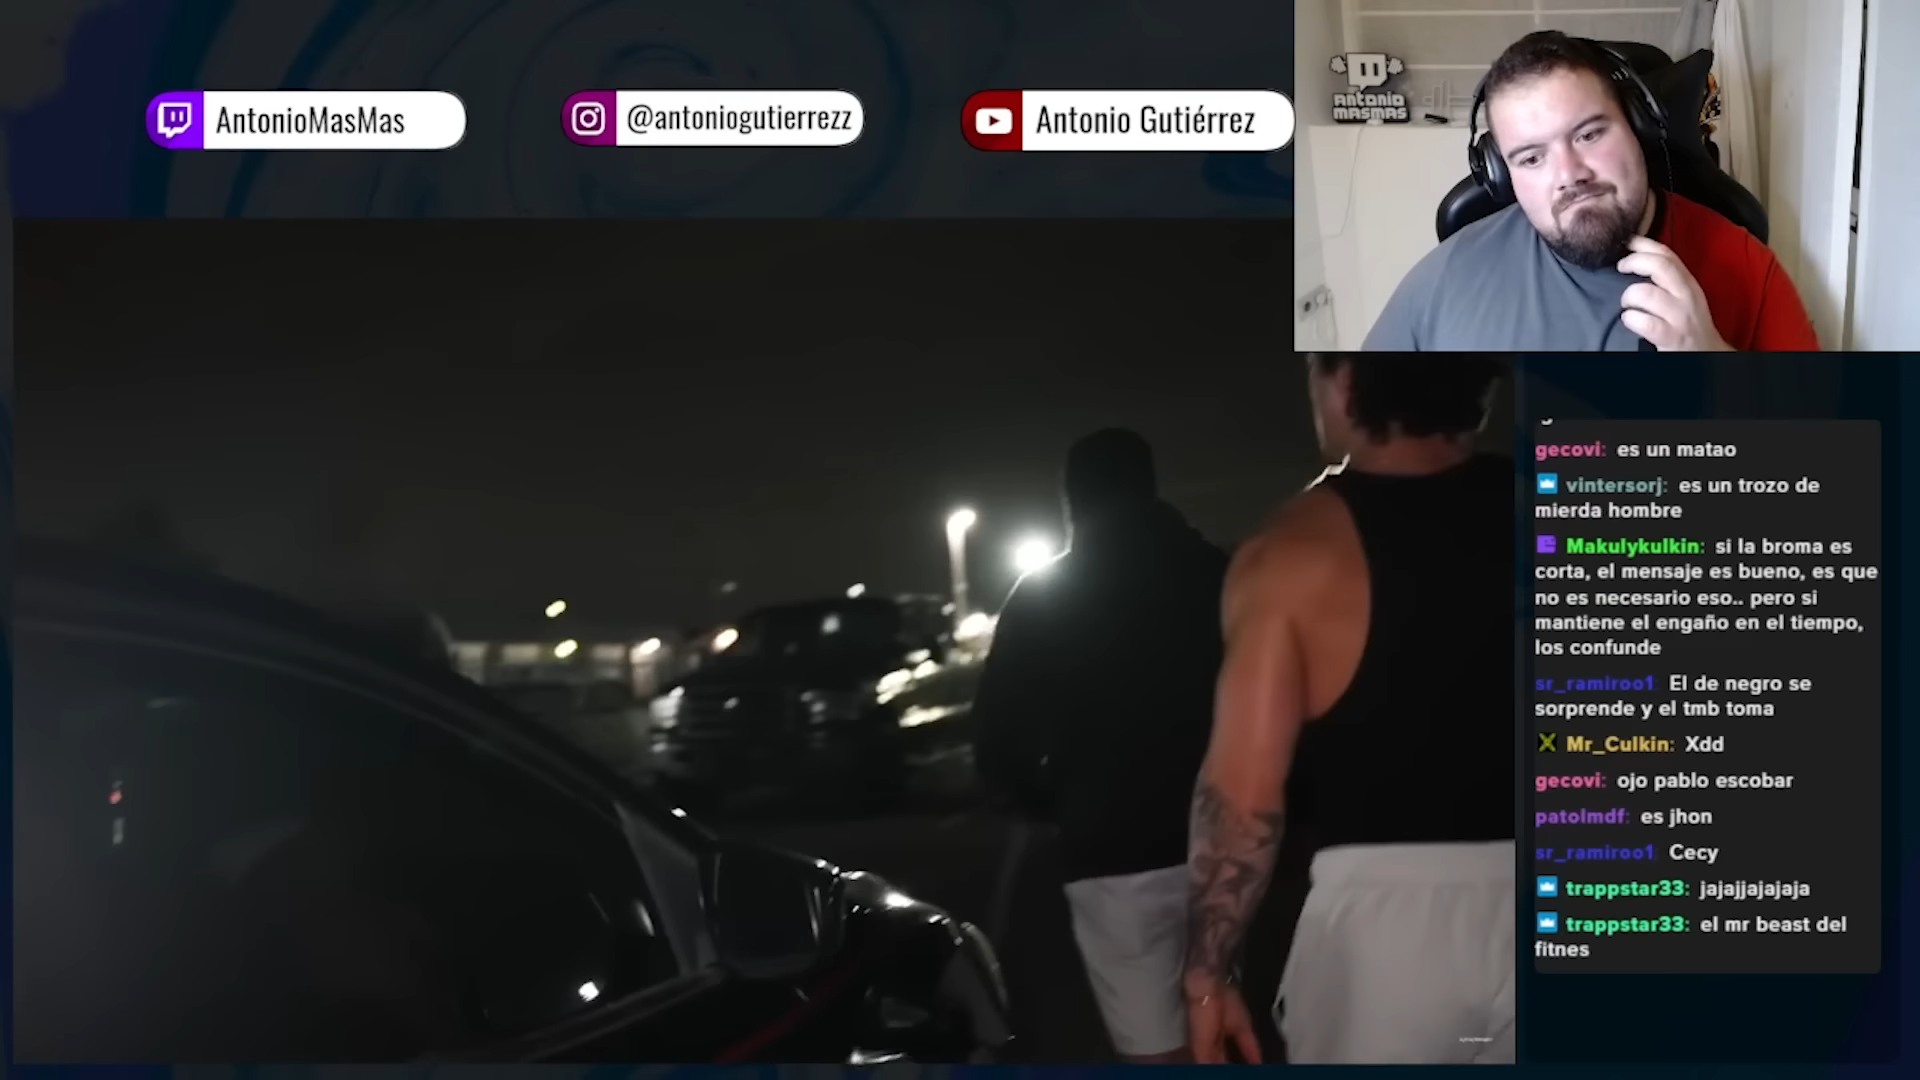 AntonioMasMas
@antoniogutierrezz
Antonio Gutiérrez
ANTONIO
MASMAS
gecovi: es un matao
vintersorj: es un trozo de
mierda hombre
Makulykulkin: si la broma es
corta, el mensaje es bueno, es que
no es necesario eso.. pero si
mantiene el engaño en el tiempo,
los confunde
sr_ramiroo1: El de negro se
sorprende y el tmb toma
Mr_Culkin: Xdd
gecovi: ojo pablo escobar
patolmdf: es jhon
sr_ramiroo1: Cecy
trappstar33: jajajjajajaja
trappstar33: el mr beast del
fitnes